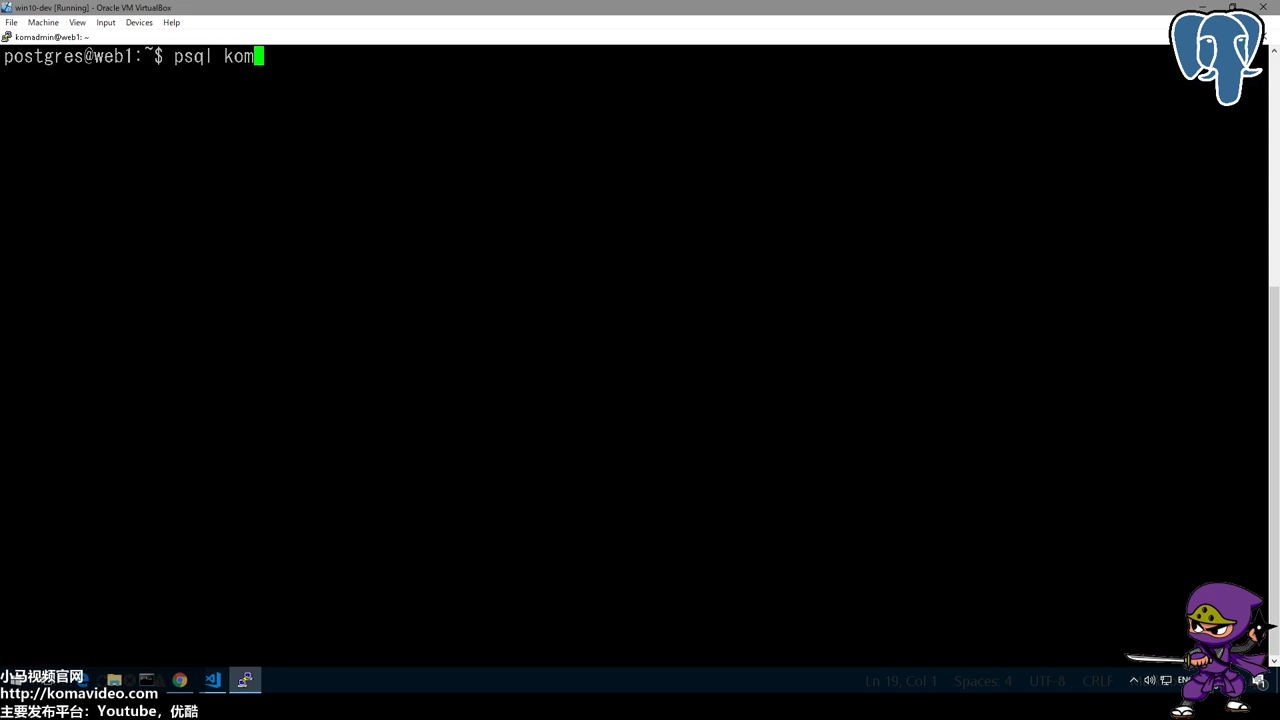 win10-dev [Running] - Oracle VM VirtualBox
File Machine View Input Devices Help
komadmin@web1: ~
postgres@web1:~$ psql kom
小马视频官网
http://komavideo.com
主要发布平台：Youtube，优酷
Ln 19, Col 1 Spaces: 4 UTF-8 CRLF